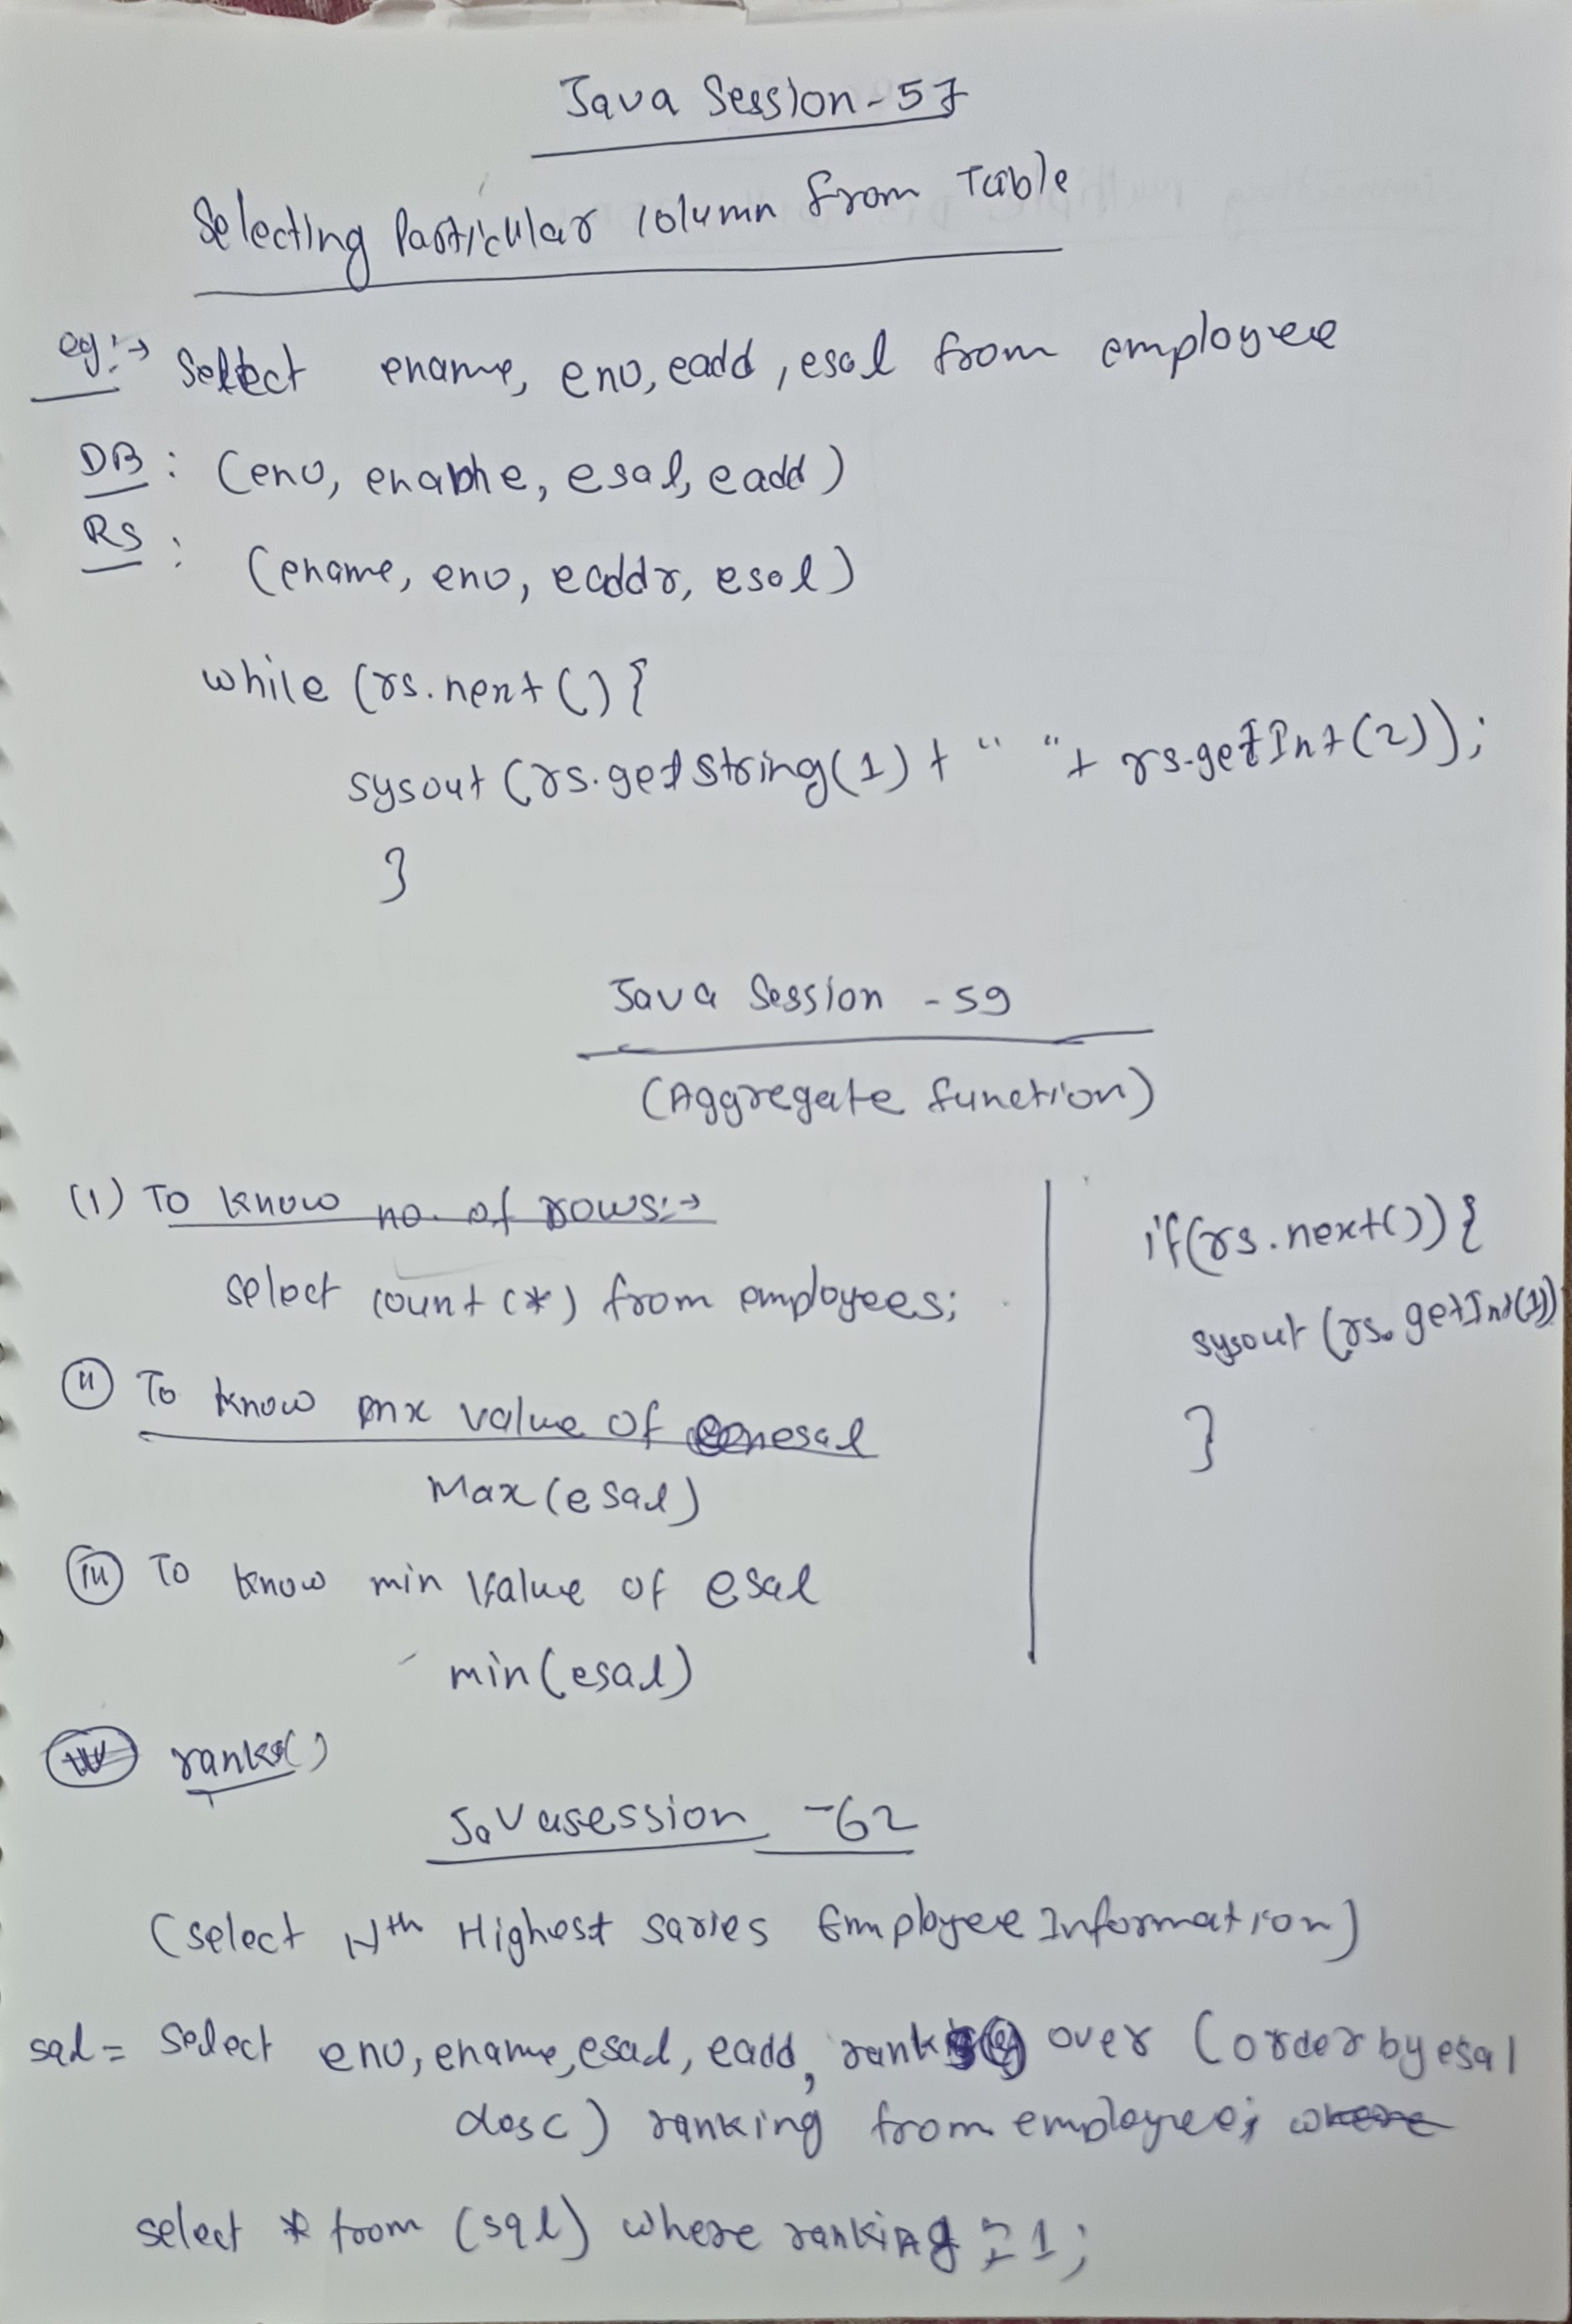 Java Session - 57
Selecting Particular column from Table
eg:→ Select ename, eno, eadd, esal from employee
DB : (eno, ename, esal, eadd)
RS : (ename, eno, eaddr, esal)
while (rs.next() {
sysout (rs.getString(1) + " " + rs.getInt(2));
}
Java Session - 59
(Aggregate function)
(1) To know no. of rows:→
select count (*) from employees;
(ii) To know max value of esal
Max(esal)
(iii) To know min value of esal
min(esal)
(iv) rank()
if(rs.next()) {
sysout (rs.getInt(1))
}
Javasession - 62
(select Nth Highest saries Employee Information)
sql = Select eno, ename, esal, eadd, rank() over (order by esal
desc) ranking from employee;
select * from (sql) where ranking = 1;